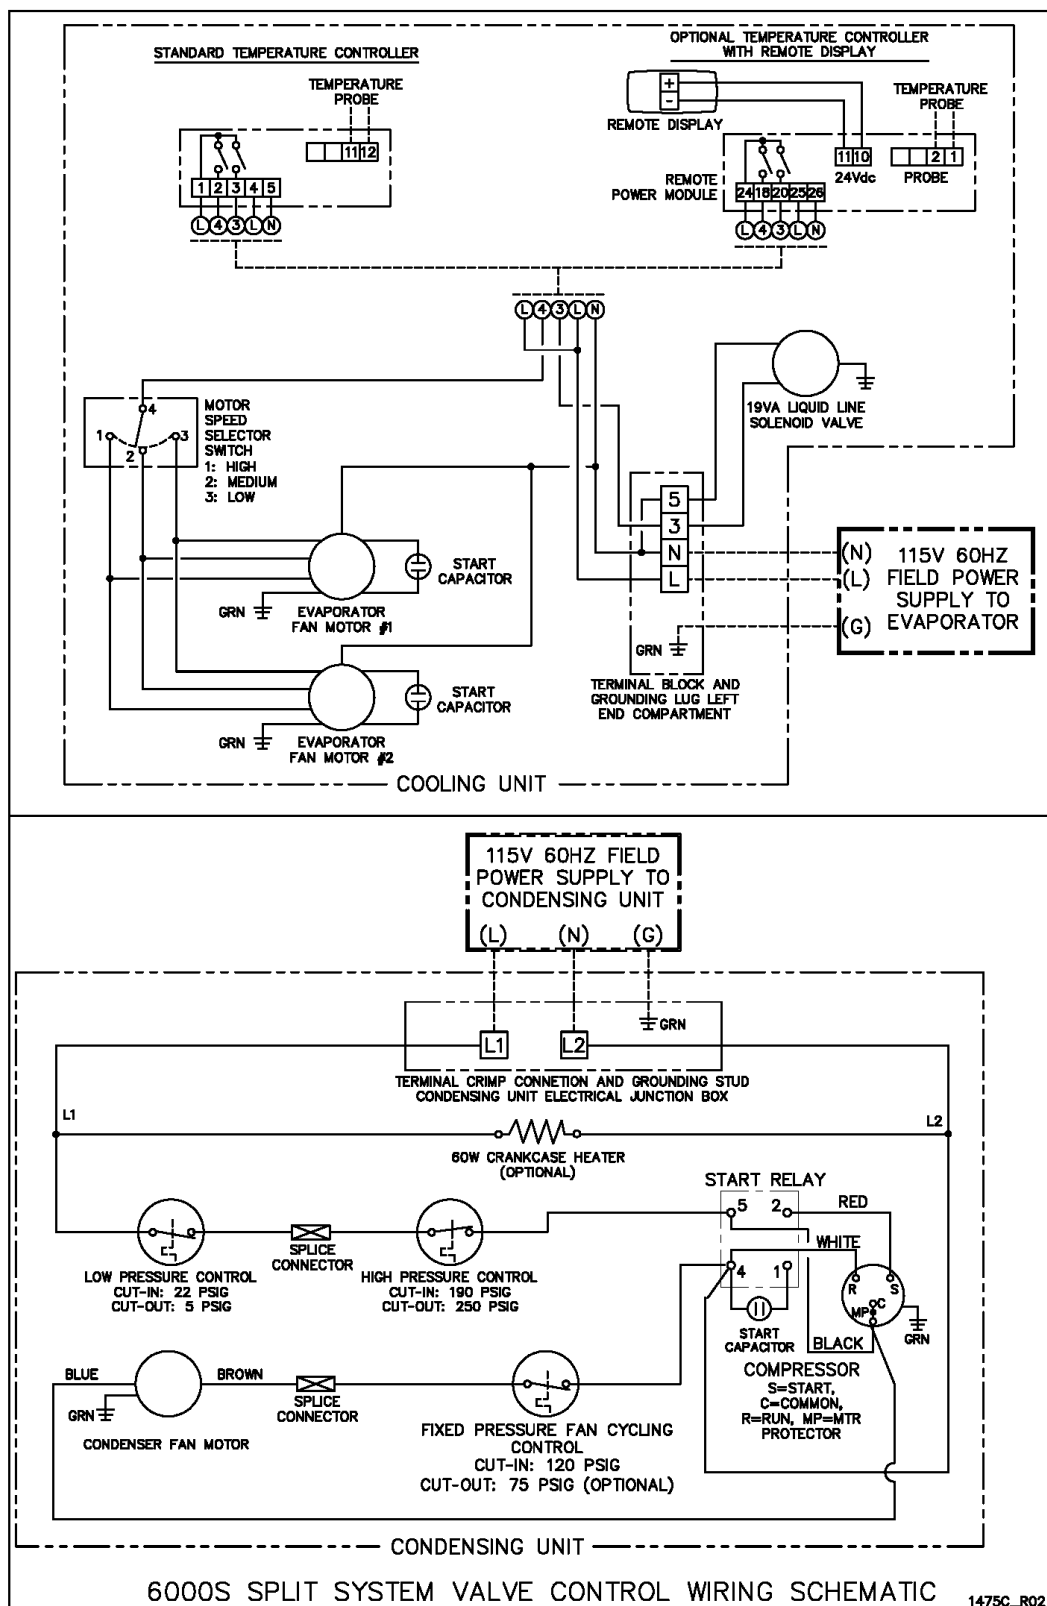 STANDARD TEMPERATURE CONTROLLER
TEMPERATURE
PROBE
11 12
1 2 3 4 5
L 4 3 L N
OPTIONAL TEMPERATURE CONTROLLER
WITH REMOTE DISPLAY
+
-
REMOTE DISPLAY
TEMPERATURE
PROBE
REMOTE
POWER MODULE
11 10
24Vdc
2 1
PROBE
24 18 20 25 26
L 4 3 L N
L 4 3 L N
19VA LIQUID LINE
SOLENOID VALVE
4
1
2
3
MOTOR
SPEED
SELECTOR
SWITCH
1: HIGH
2: MEDIUM
3: LOW
START
CAPACITOR
GRN
EVAPORATOR
FAN MOTOR #1
START
CAPACITOR
GRN
EVAPORATOR
FAN MOTOR #2
5
3
N
L
GRN
TERMINAL BLOCK AND
GROUNDING LUG LEFT
END COMPARTMENT
(N)
(L)
(G)
115V 60HZ
FIELD POWER
SUPPLY TO
EVAPORATOR
COOLING UNIT
115V 60HZ FIELD
POWER SUPPLY TO
CONDENSING UNIT
(L) (N) (G)
GRN
L1 L2
TERMINAL CRIMP CONNETION AND GROUNDING STUD
CONDENSING UNIT ELECTRICAL JUNCTION BOX
L1
L2
60W CRANKCASE HEATER
(OPTIONAL)
START RELAY
5 2
RED
WHITE
4 1
START
CAPACITOR
BLACK
R S
C
MP
GRN
COMPRESSOR
S=START,
C=COMMON,
R=RUN, MP=MTR
PROTECTOR
LOW PRESSURE CONTROL
CUT-IN: 22 PSIG
CUT-OUT: 5 PSIG
SPLICE
CONNECTOR
HIGH PRESSURE CONTROL
CUT-IN: 190 PSIG
CUT-OUT: 250 PSIG
BLUE
BROWN
GRN
CONDENSER FAN MOTOR
SPLICE
CONNECTOR
FIXED PRESSURE FAN CYCLING
CONTROL
CUT-IN: 120 PSIG
CUT-OUT: 75 PSIG (OPTIONAL)
CONDENSING UNIT
6000S SPLIT SYSTEM VALVE CONTROL WIRING SCHEMATIC
1475C_R02